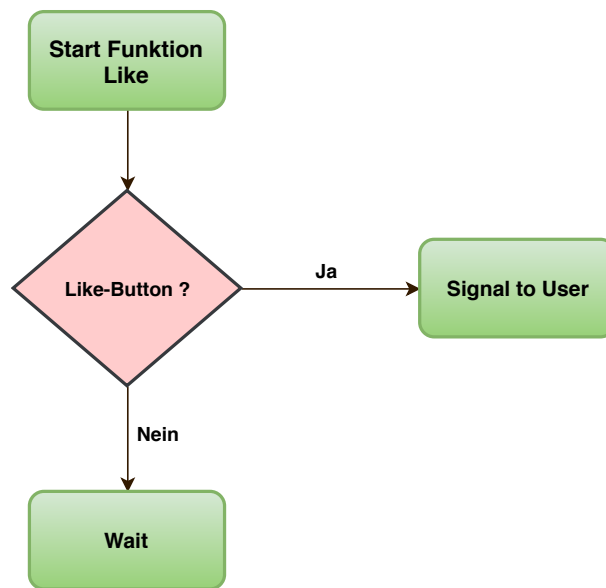 Start Funktion
Like
Like-Button ?
Ja
Signal to User
Nein
Wait